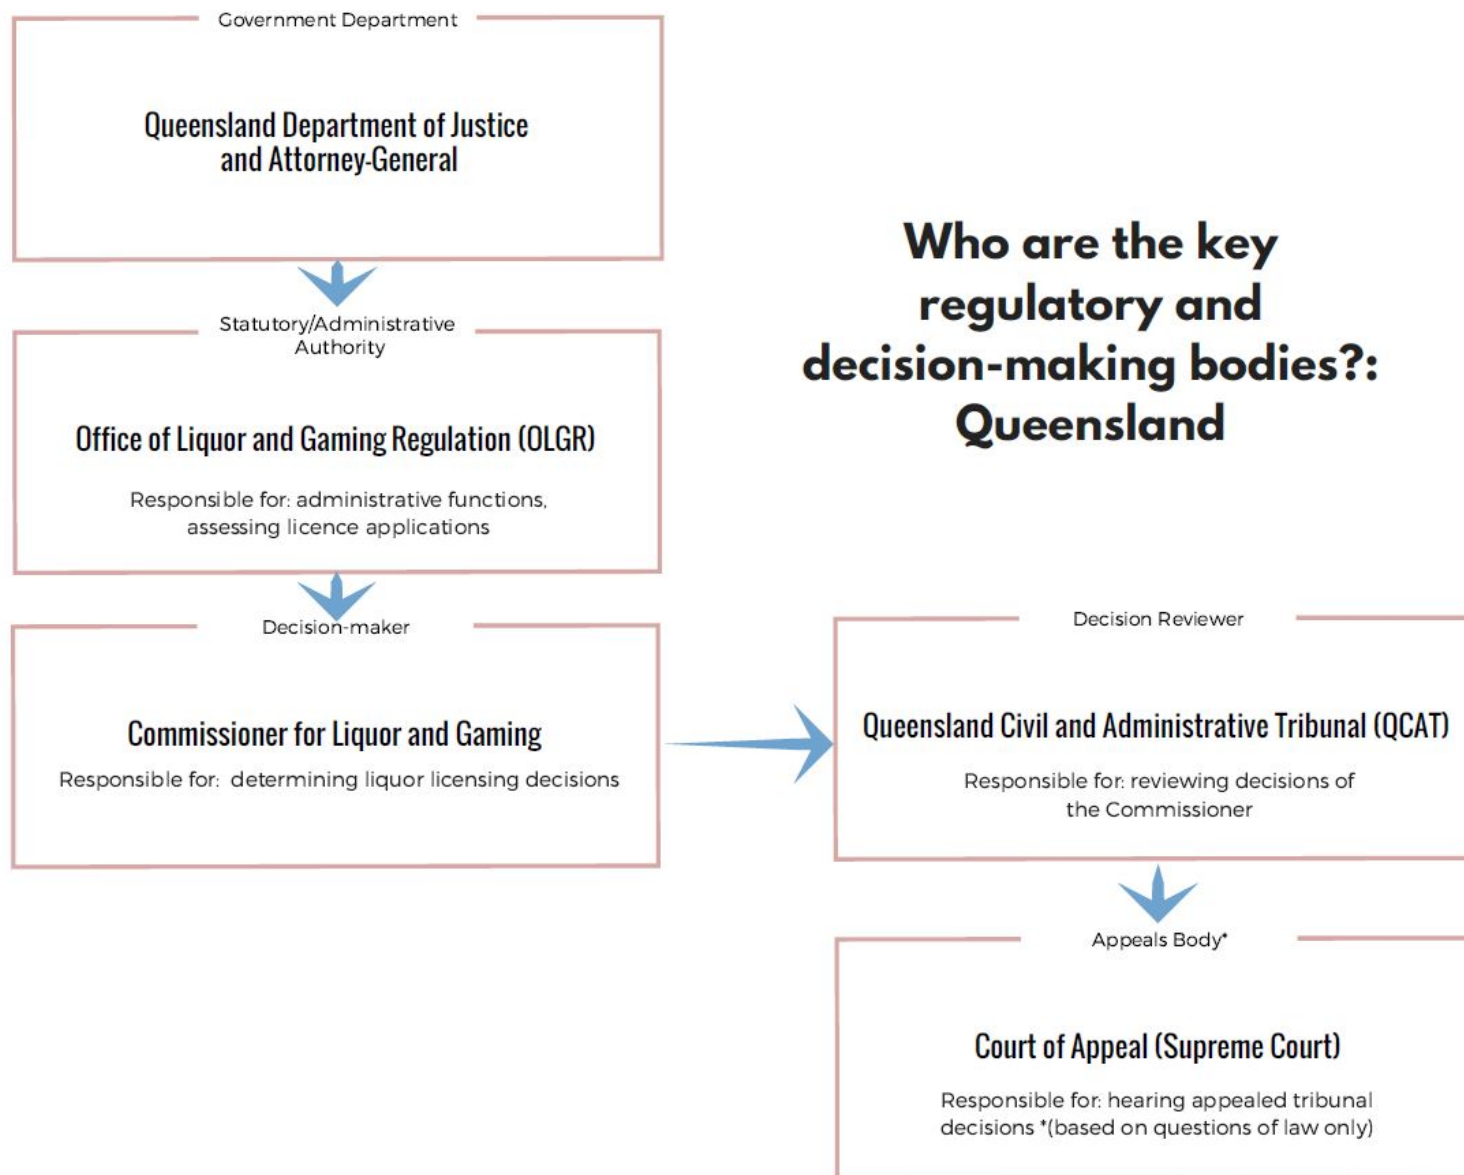 Government Department
Queensland Department of Justice
and Attorney-General
Who are the key
regulatory and
decision-making bodies?:
Queensland
Statutory/Administrative
Authority
Office of Liquor and Gaming Regulation (OLGR)
Responsible for: administrative functions,
assessing licence applications
Decision-maker
Commissioner for Liquor and Gaming
Responsible for: determining liquor licensing decisions
Decision Reviewer
Queensland Civil and Administrative Tribunal (QCAT)
Responsible for: reviewing decisions of
the Commissioner
Appeals Body*
Court of Appeal (Supreme Court)
Responsible for: hearing appealed tribunal
decisions *(based on questions of law only)